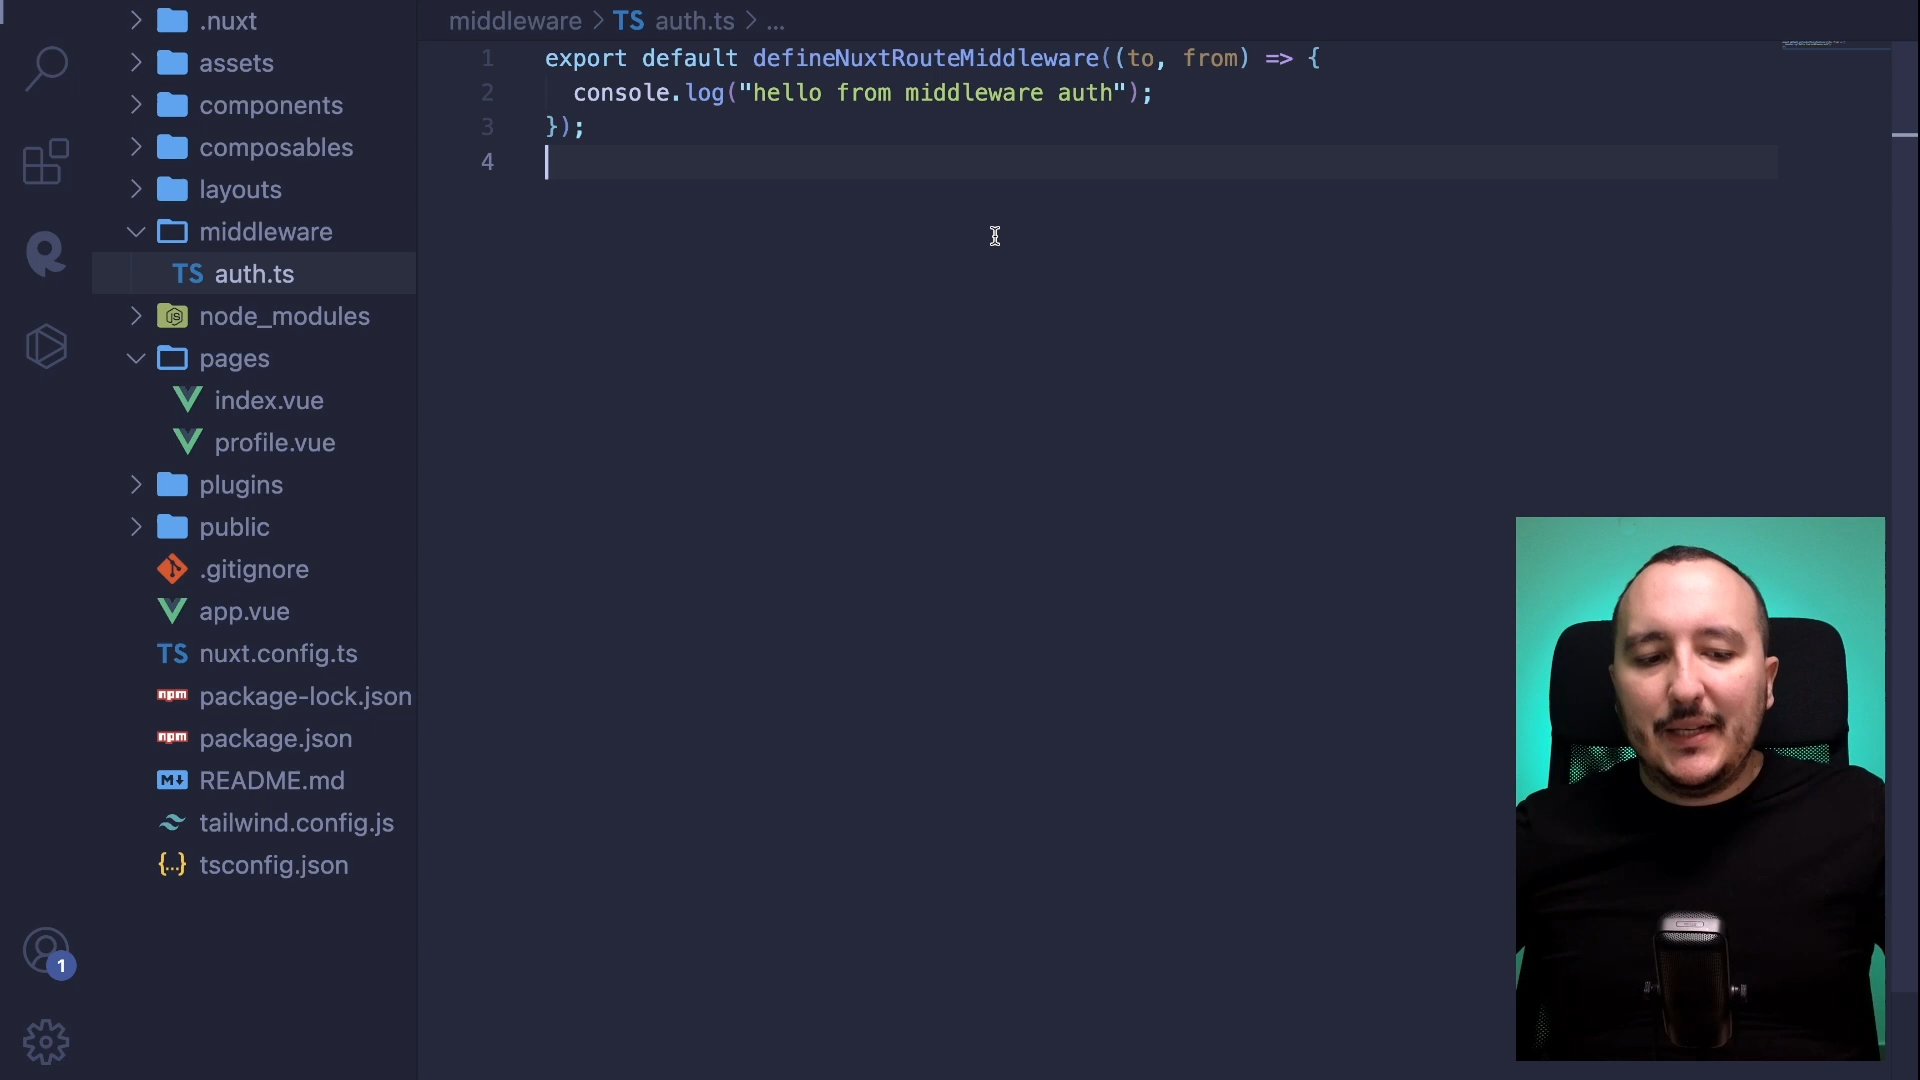 .nuxt
assets
components
composables
layouts
middleware
TS auth.ts
node_modules
pages
index.vue
profile.vue
plugins
public
.gitignore
app.vue
TS nuxt.config.ts
npm package-lock.json
npm package.json
M README.md
tailwind.config.js
{...} tsconfig.json
1
middleware > TS auth.ts > ...
1 export default defineNuxtRouteMiddleware((to, from) => {
2 console.log("hello from middleware auth");
3 });
4